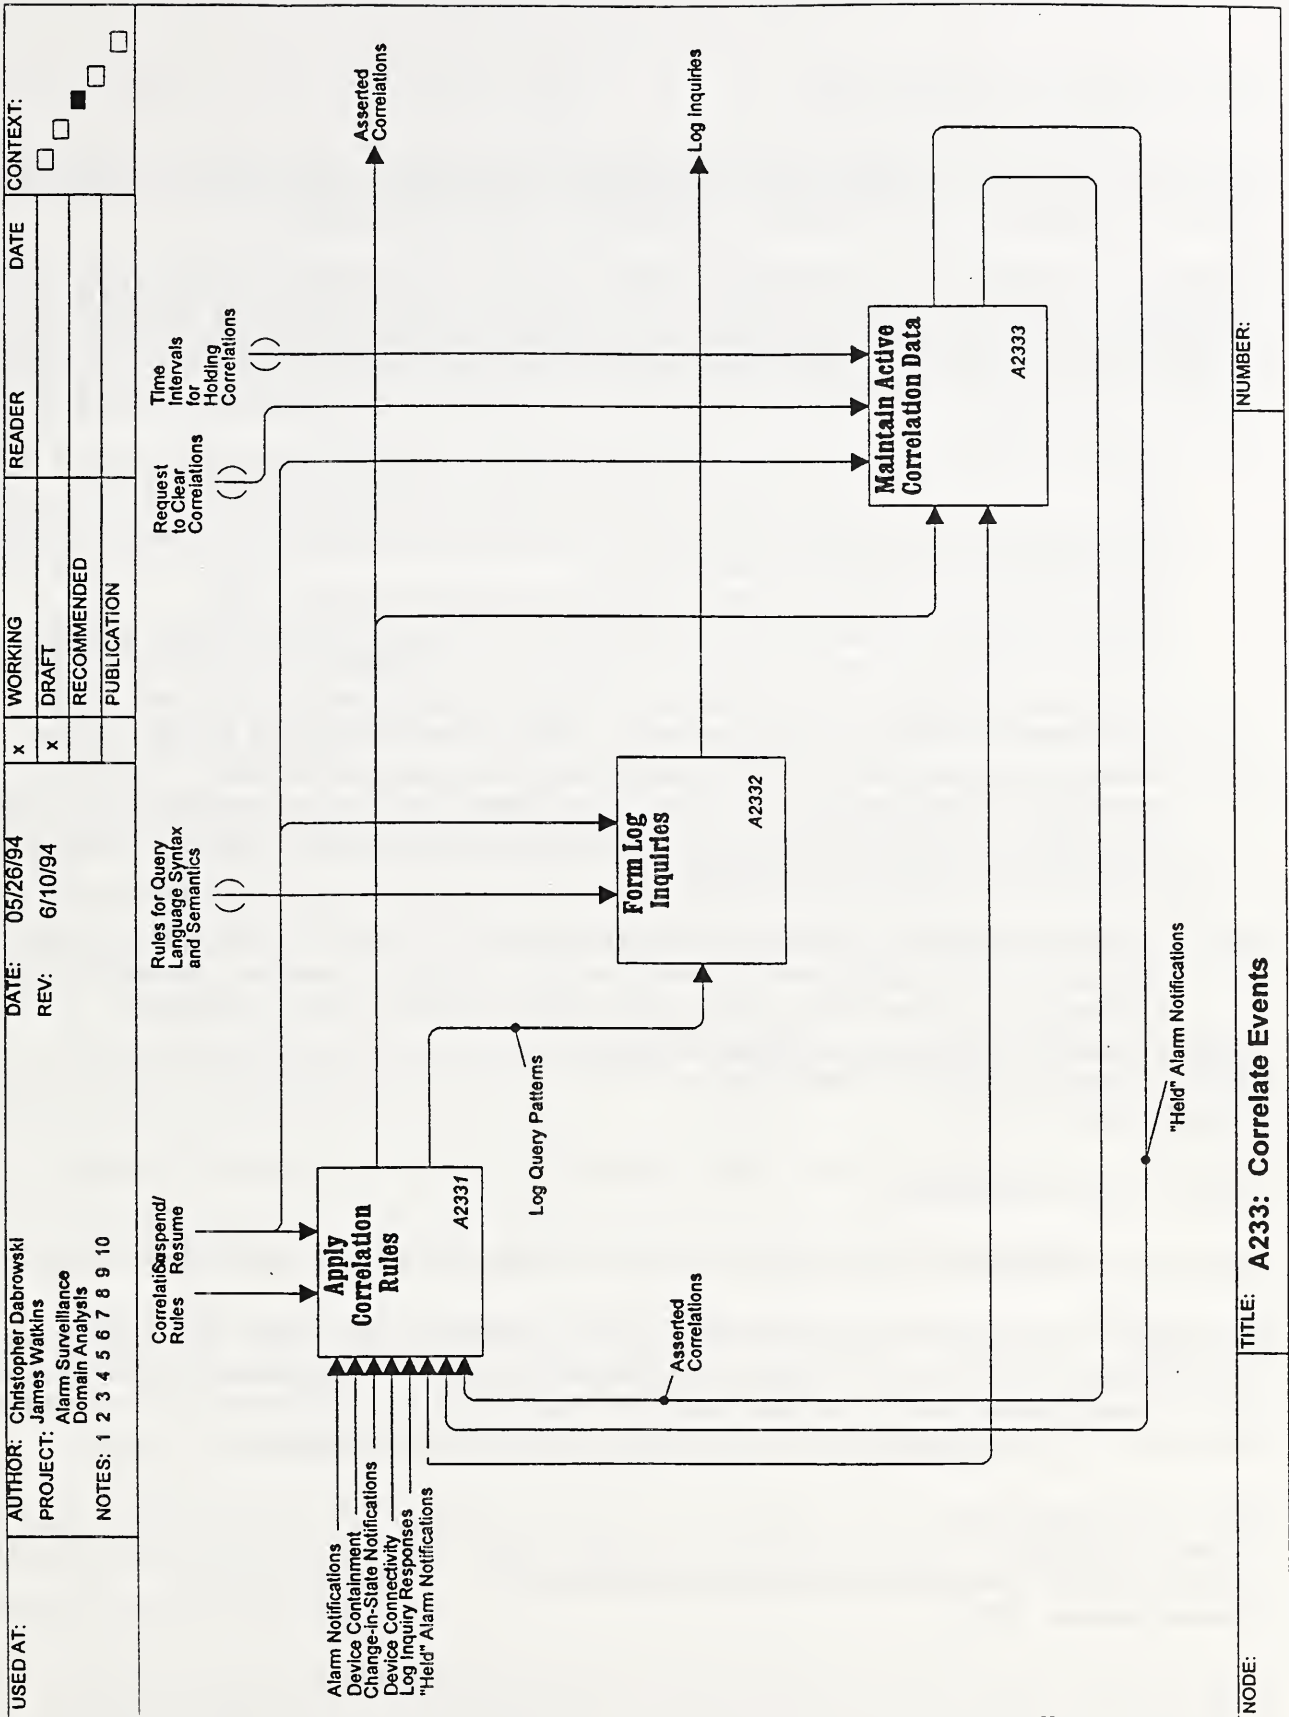 USED AT:
AUTHOR: Christopher Dabrowski
PROJECT: James Watkins
Alarm Surveillance
Domain Analysis
NOTES: 1 2 3 4 5 6 7 8 9 10
DATE: 05/26/94
REV: 6/10/94
x WORKING
x DRAFT
RECOMMENDED
PUBLICATION
READER DATE
CONTEXT:
Correlation
Rules
Suspend/
Resume
Rules for Query
Language Syntax
and Semantics
Request
to Clear
Correlations
Time
Intervals
for
Holding
Correlations
Asserted
Correlations
Alarm Notifications
Device Containment
Change-in-State Notifications
Device Connectivity
Log Inquiry Responses
"Held" Alarm Notifications
Apply
Correlation
Rules
A2331
Log Query Patterns
Form Log
Inquiries
A2332
Log Inquiries
Maintain Active
Correlation Data
A2333
Asserted
Correlations
"Held" Alarm Notifications
NODE:
TITLE: A233: Correlate Events
NUMBER: